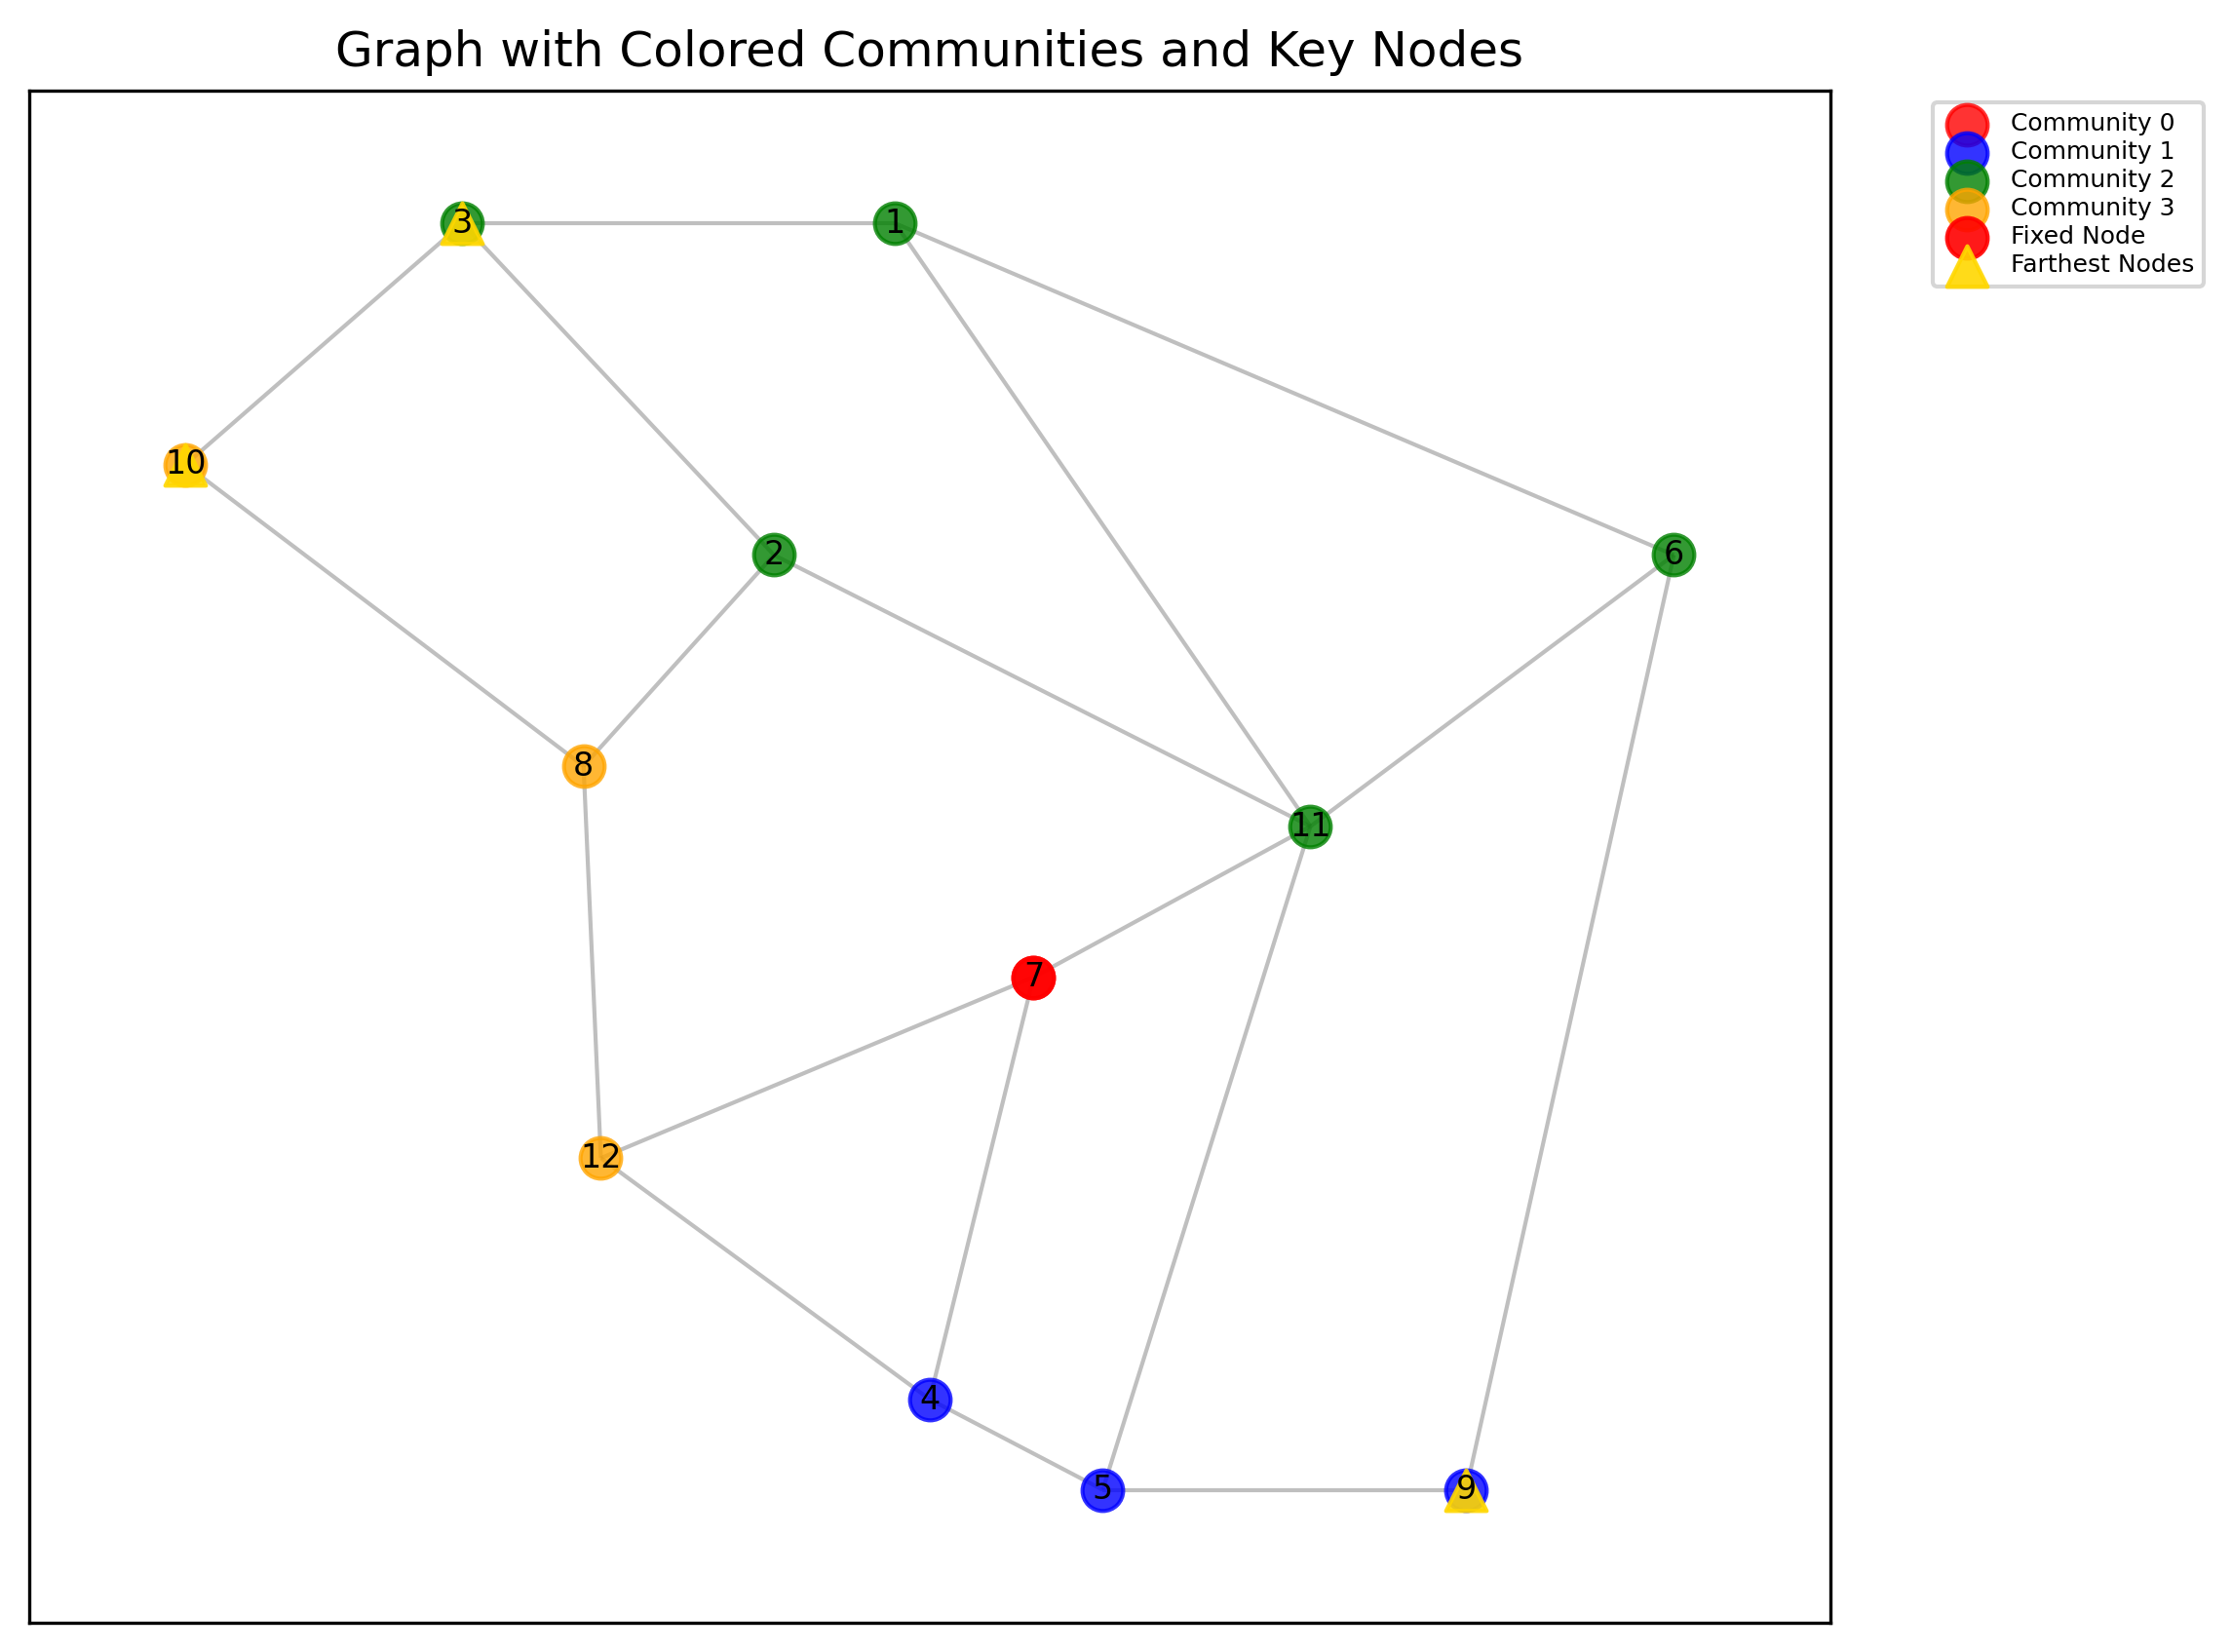 Graph with Colored Communities and Key Nodes
Community 0
Community 1
Community 2
Community 3
Fixed Node
Farthest Nodes
3
1
10
2
6
8
11
7
12
4
5
9